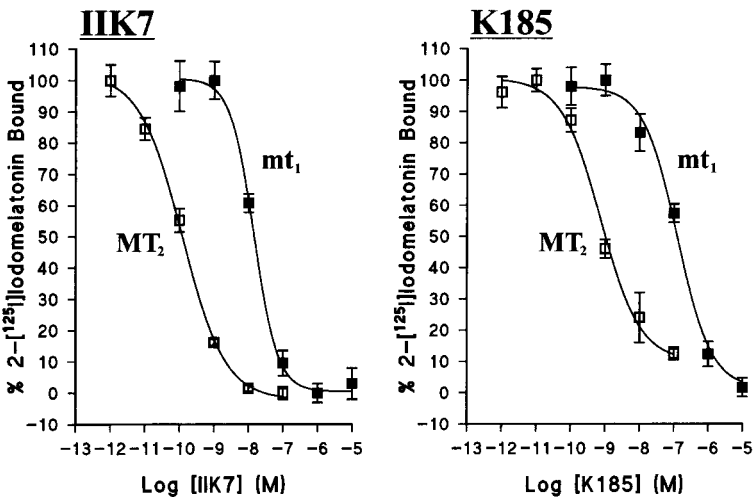 IIK7
% 2-[¹²⁵I]Iodomelatonin Bound
110
100
90
80
70
60
50
40
30
20
10
0
-10
mt₁
MT₂
-13 -12 -11 -10 -9 -8 -7 -6 -5
Log [IIK7] (M)
K185
% 2-[¹²⁵I]Iodomelatonin Bound
110
100
90
80
70
60
50
40
30
20
10
0
-10
mt₁
MT₂
-13 -12 -11 -10 -9 -8 -7 -6 -5
Log [K185] (M)